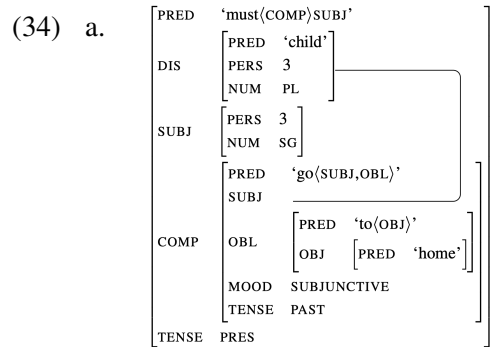 (34) a.
PRED ‘must⟨COMP⟩SUBJ’
DIS PRED ‘child’
PERS 3
NUM PL
SUBJ PERS 3
NUM SG
COMP PRED ‘go⟨SUBJ,OBL⟩’
SUBJ
OBL PRED ‘to⟨OBJ⟩’
OBJ PRED ‘home’
MOOD SUBJUNCTIVE
TENSE PAST
TENSE PRES